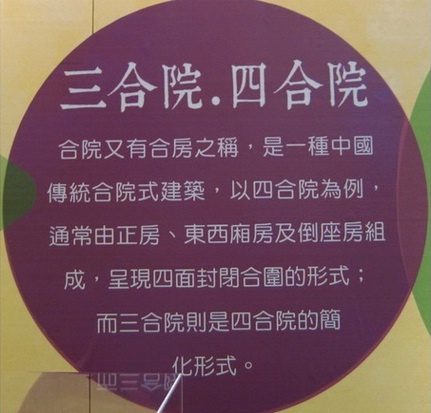 三合院.四合院
合院又有合房之稱，是一種中國
傳統合院式建築，以四合院為例，
通常由正房、東西廂房及倒座房組
成，呈現四面封閉合圍的形式；
而三合院則是四合院的簡
化形式。